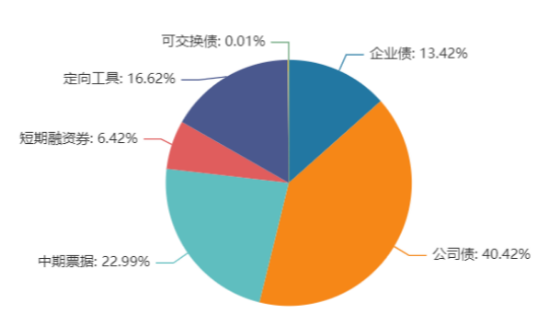 可交换债: 0.01%
企业债: 13.42%
定向工具: 16.62%
短期融资券: 6.42%
公司债: 40.42%
中期票据: 22.99%